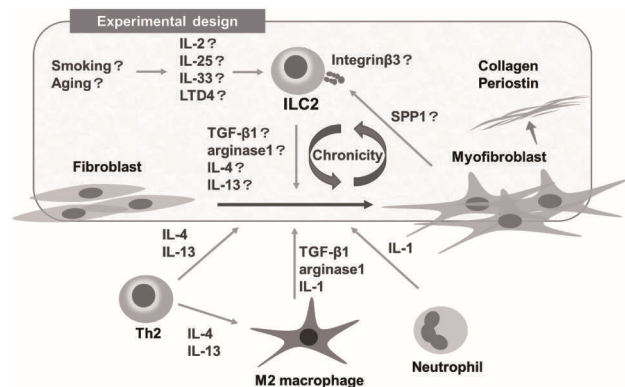 Experimental design
Smoking?
Aging?
IL-2?
IL-25?
IL-33?
LTD4?
ILC2
Integrinβ3?
Collagen
Periostin
SPP1?
TGF-β1?
arginase1?
IL-4?
IL-13?
Chronicity
Fibroblast
Myofibroblast
IL-4
IL-13
TGF-β1
arginase1
IL-1
IL-1
Th2
IL-4
IL-13
M2 macrophage
Neutrophil